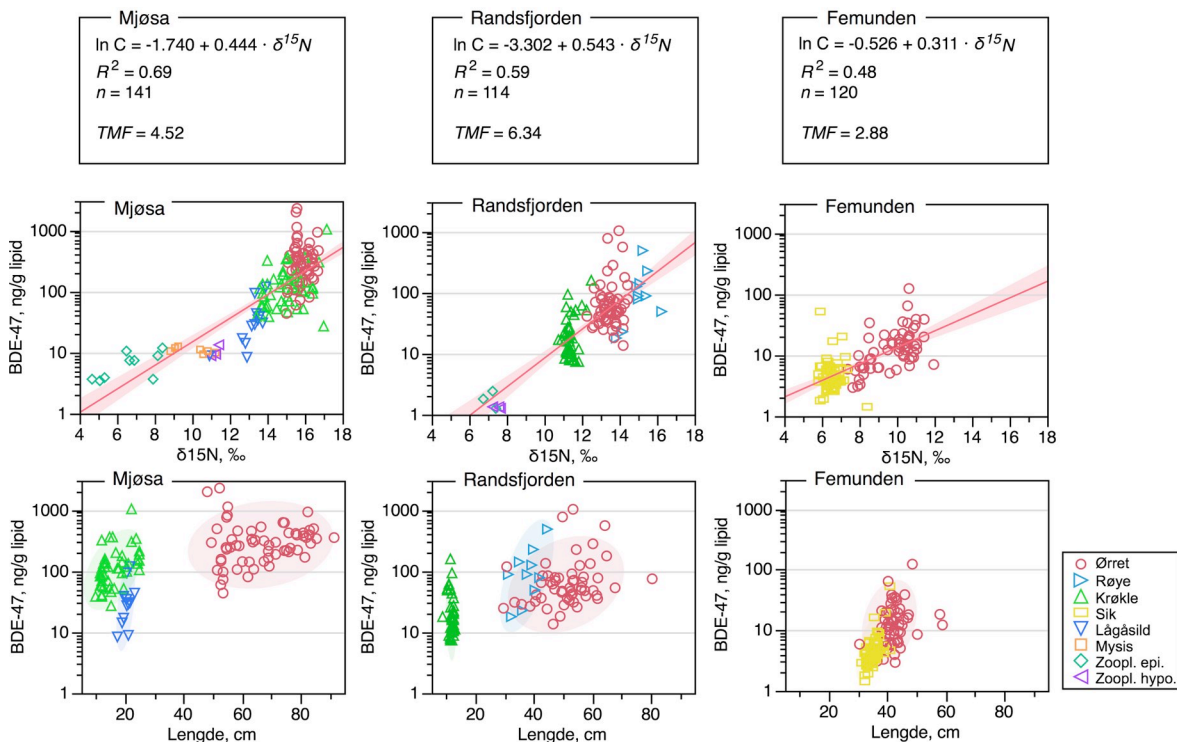 Mjøsa
ln C = -1.740 + 0.444 · δ¹⁵N
R² = 0.69
n = 141
TMF = 4.52
Randsfjorden
ln C = -3.302 + 0.543 · δ¹⁵N
R² = 0.59
n = 114
TMF = 6.34
Femunden
ln C = -0.526 + 0.311 · δ¹⁵N
R² = 0.48
n = 120
TMF = 2.88
Mjøsa
BDE-47, ng/g lipid
1000
100
10
1
4 6 8 10 12 14 16 18
δ15N, ‰
Randsfjorden
BDE-47, ng/g lipid
1000
100
10
1
4 6 8 10 12 14 16 18
δ15N, ‰
Femunden
BDE-47, ng/g lipid
1000
100
10
1
4 6 8 10 12 14 16 18
δ15N, ‰
Mjøsa
BDE-47, ng/g lipid
1000
100
10
1
20 40 60 80
Lengde, cm
Randsfjorden
BDE-47, ng/g lipid
1000
100
10
1
20 40 60 80
Lengde, cm
Femunden
BDE-47, ng/g lipid
1000
100
10
1
20 40 60 80
Lengde, cm
Ørret
Røye
Krøkle
Sik
Lågåsild
Mysis
Zoopl. epi.
Zoopl. hypo.